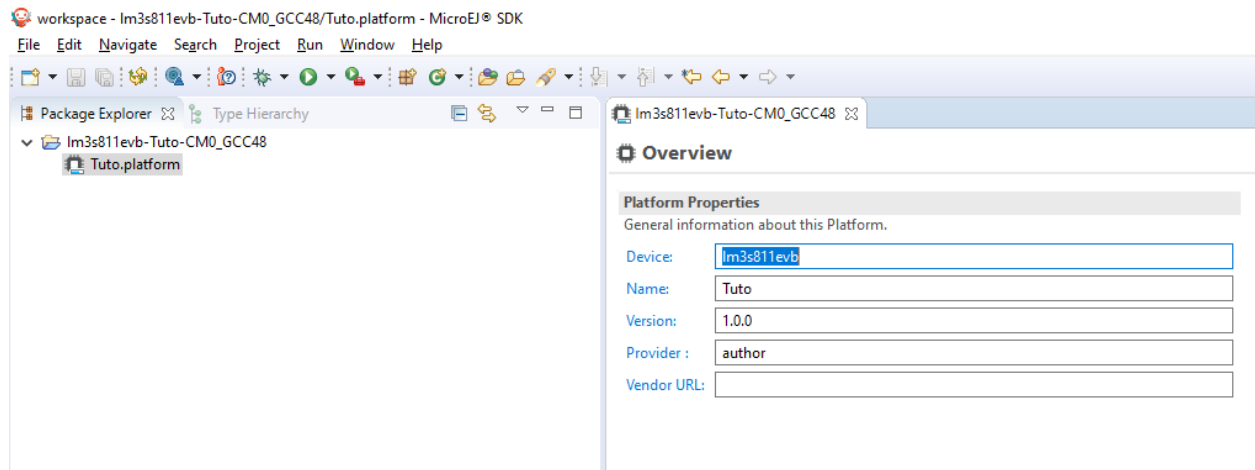 workspace - lm3s811evb-Tuto-CM0_GCC48/Tuto.platform - MicroEJ® SDK
File Edit Navigate Search Project Run Window Help
Package Explorer Type Hierarchy
lm3s811evb-Tuto-CM0_GCC48
Tuto.platform
lm3s811evb-Tuto-CM0_GCC48
Overview
Platform Properties
General information about this Platform.
Device: lm3s811evb
Name: Tuto
Version: 1.0.0
Provider : author
Vendor URL: